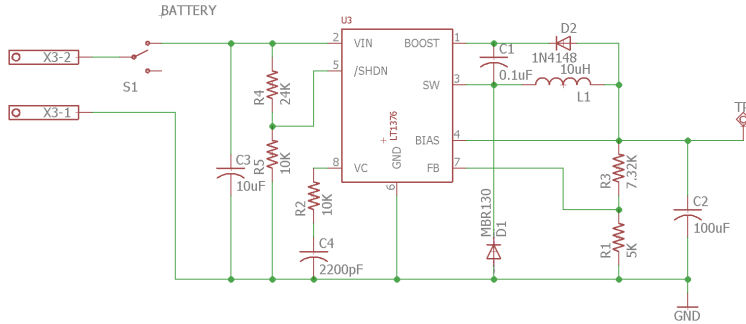 BATTERY
X3-2
X3-1
S1
R4
24K
R5
10K
C3
10uF
R2
10K
C4
2200pF
U3
2
VIN
BOOST
1
5
/SHDN
SW
3
LT1376
BIAS
4
8
VC
GND
FB
7
6
C1
0.1uF
D2
1N4148
10uH
L1
MBR130
D1
R3
7.32K
R1
5K
C2
100uF
GND